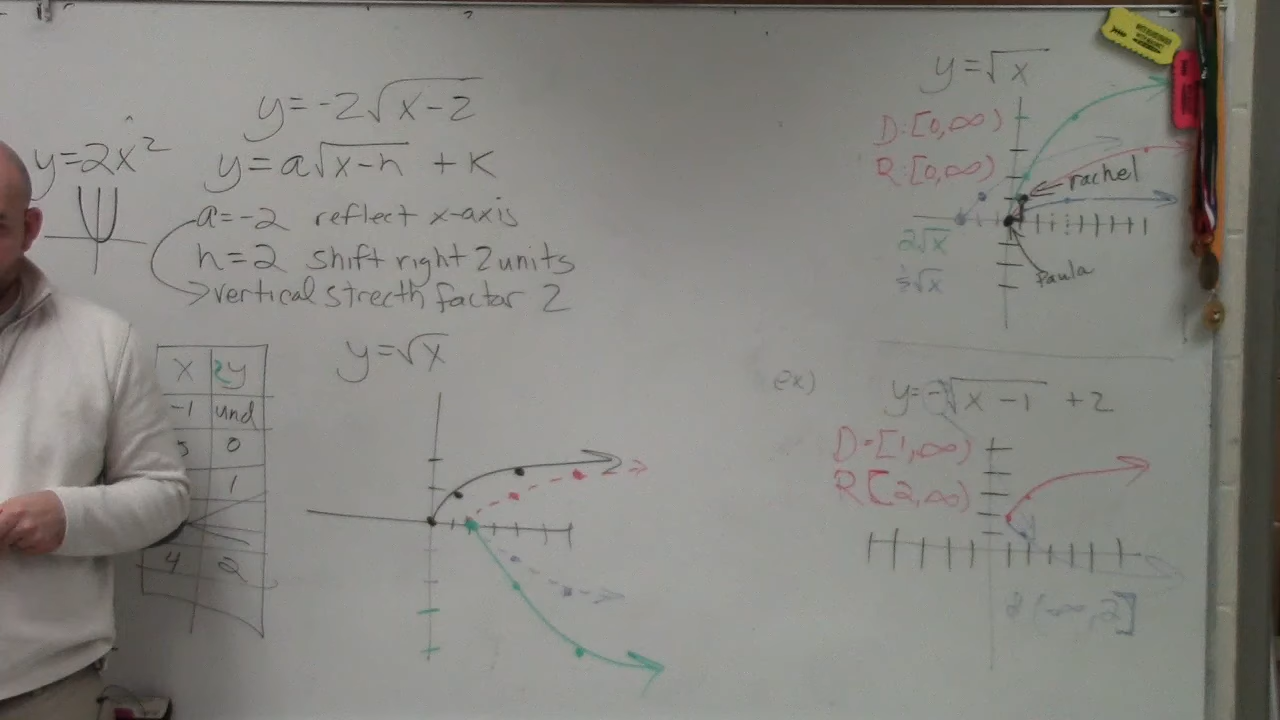 y=-2√x-2
y=2x²
y=a√x-h +K
a=-2 reflect x-axis
h=2 shift right 2units
vertical strecth factor 2
y=√x
x 2y
-1 und
0
1
4 2
y=√x
D:[0,∞)
R:[0,∞)
rachel
2√x
Paula
ex) y=-√x-1 +2
D=[1,∞)
R[2,∞)
(-∞,2]